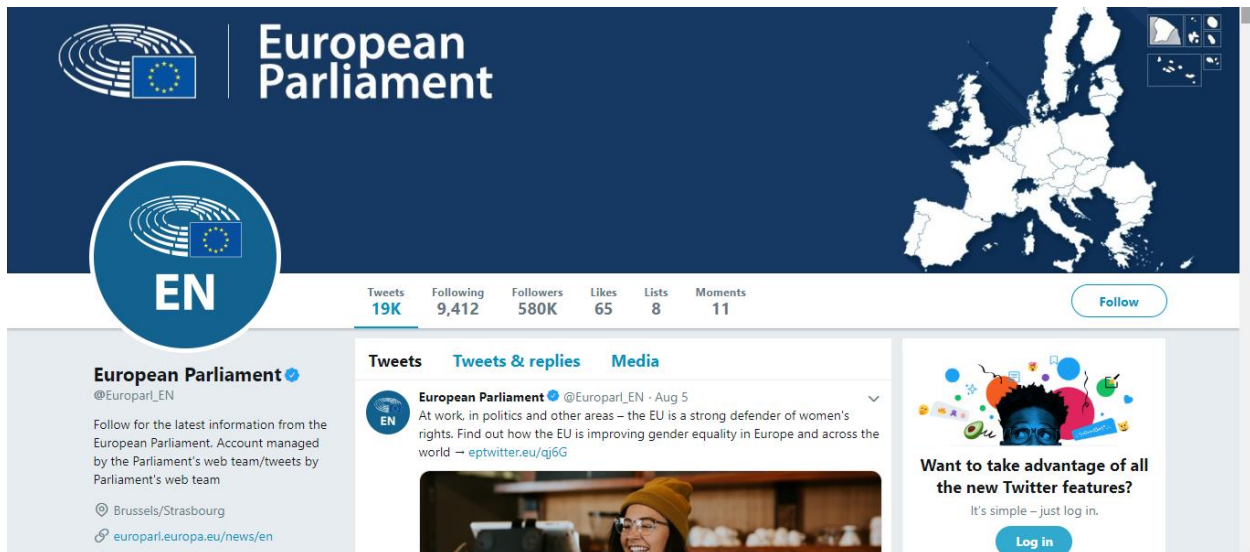 European
Parliament
EN
Tweets
19K
Following
9,412
Followers
580K
Likes
65
Lists
8
Moments
11
Follow
European Parliament
@Europarl_EN
Follow for the latest information from the
European Parliament. Account managed
by the Parliament's web team/tweets by
Parliament's web team
Brussels/Strasbourg
europarl.europa.eu/news/en
Tweets Tweets & replies Media
EN
European Parliament @Europarl_EN · Aug 5
At work, in politics and other areas – the EU is a strong defender of women's
rights. Find out how the EU is improving gender equality in Europe and across the
world → eptwitter.eu/qj6G
Want to take advantage of all
the new Twitter features?
It's simple – just log in.
Log in